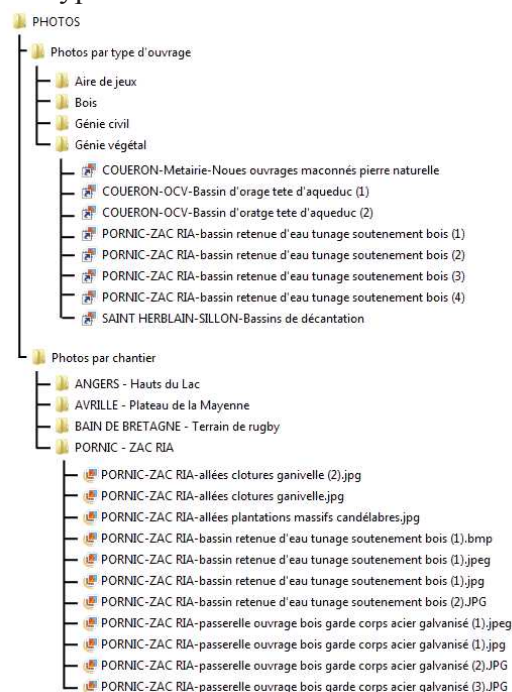 PHOTOS
Photos par type d'ouvrage
Aire de jeux
Bois
Génie civil
Génie végétal
COUERON-Metairie-Noues ouvrages maconnés pierre naturelle
COUERON-OCV-Bassin d'orage tete d'aqueduc (1)
COUERON-OCV-Bassin d'oratge tete d'aqueduc (2)
PORNIC-ZAC RIA-bassin retenue d'eau tunage soutenement bois (1)
PORNIC-ZAC RIA-bassin retenue d'eau tunage soutenement bois (2)
PORNIC-ZAC RIA-bassin retenue d'eau tunage soutenement bois (3)
PORNIC-ZAC RIA-bassin retenue d'eau tunage soutenement bois (4)
SAINT HERBLAIN-SILLON-Bassins de décantation
Photos par chantier
ANGERS - Hauts du Lac
AVRILLE - Plateau de la Mayenne
BAIN DE BRETAGNE - Terrain de rugby
PORNIC - ZAC RIA
PORNIC-ZAC RIA-allées clotures ganivelle (2).jpg
PORNIC-ZAC RIA-allées clotures ganivelle.jpg
PORNIC-ZAC RIA-allées plantations massifs candélabres.jpg
PORNIC-ZAC RIA-bassin retenue d'eau tunage soutenement bois (1).bmp
PORNIC-ZAC RIA-bassin retenue d'eau tunage soutenement bois (1).jpeg
PORNIC-ZAC RIA-bassin retenue d'eau tunage soutenement bois (1).jpg
PORNIC-ZAC RIA-bassin retenue d'eau tunage soutenement bois (2).JPG
PORNIC-ZAC RIA-passerelle ouvrage bois garde corps acier galvanisé (1).jpeg
PORNIC-ZAC RIA-passerelle ouvrage bois garde corps acier galvanisé (1).jpg
PORNIC-ZAC RIA-passerelle ouvrage bois garde corps acier galvanisé (2).JPG
PORNIC-ZAC RIA-passerelle ouvrage bois garde corps acier galvanisé (3).JPG